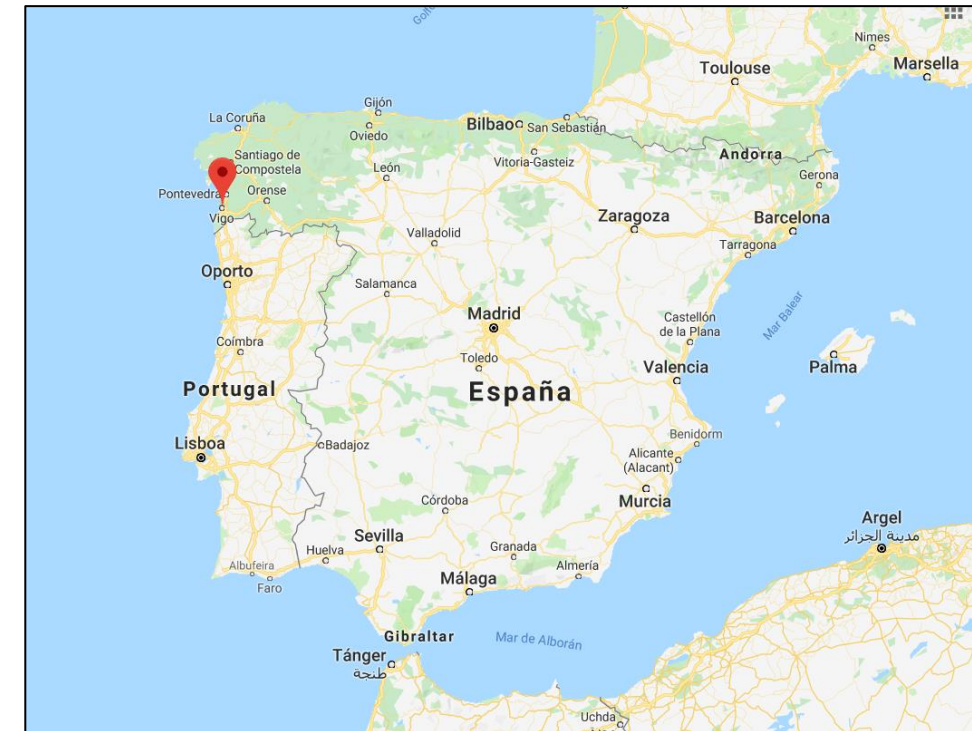 Golfo
Nimes
Toulouse
Marsella
La Coruña
Gijón
Oviedo
Bilbao
San Sebastián
Vitoria-Gasteiz
Andorra
Santiago de
Compostela
León
Gerona
Pontevedra
Orense
Vigo
Zaragoza
Barcelona
Valladolid
Tarragona
Oporto
Salamanca
Madrid
Castellón
de la Plana
Mar Balear
Coímbra
Toledo
Valencia
Palma
Portugal
España
Lisboa
Badajoz
Benidorm
Alicante
(Alacant)
Murcia
Córdoba
Argel
مدينة الجزائر
Sevilla
Huelva
Granada
Almería
Albufeira
Faro
Málaga
Gibraltar
Mar de Alborán
Tánger
طنجة
Uchda